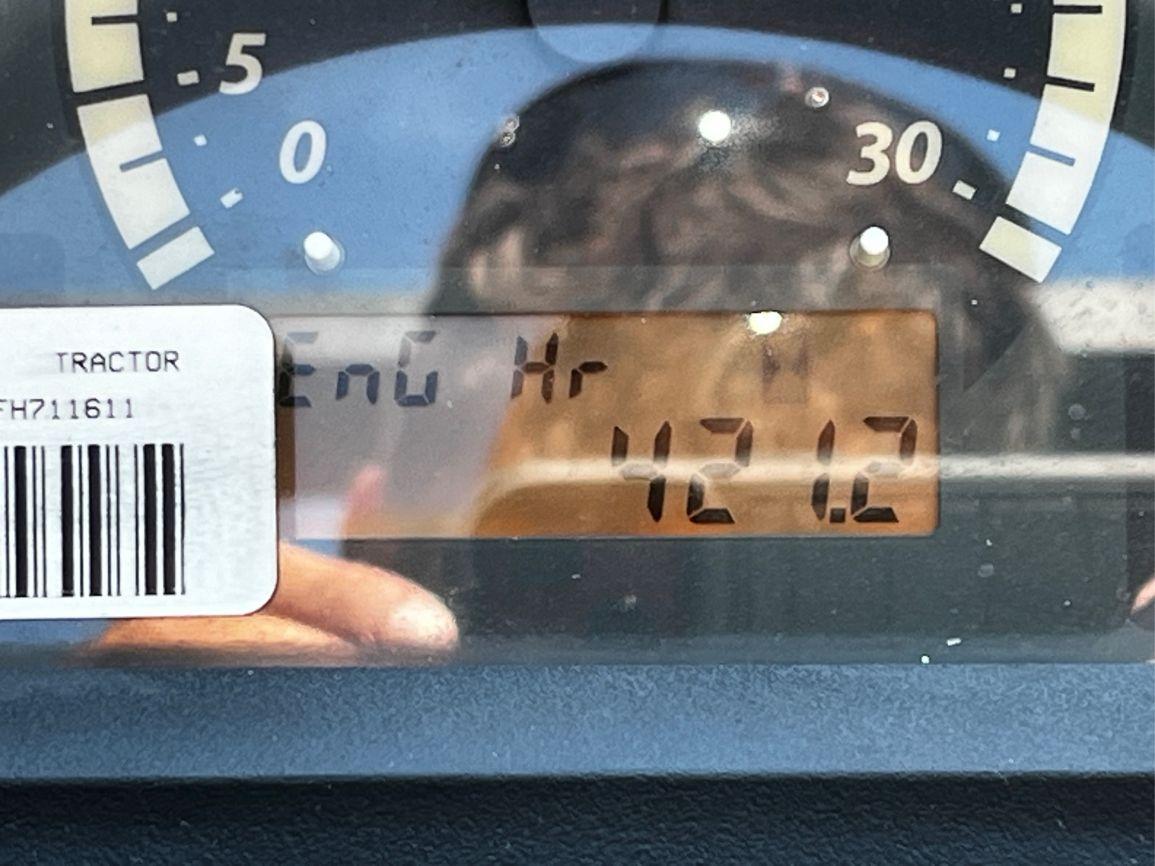 5
0
30
TRACTOR
FH711611
EnG Hr
421.2